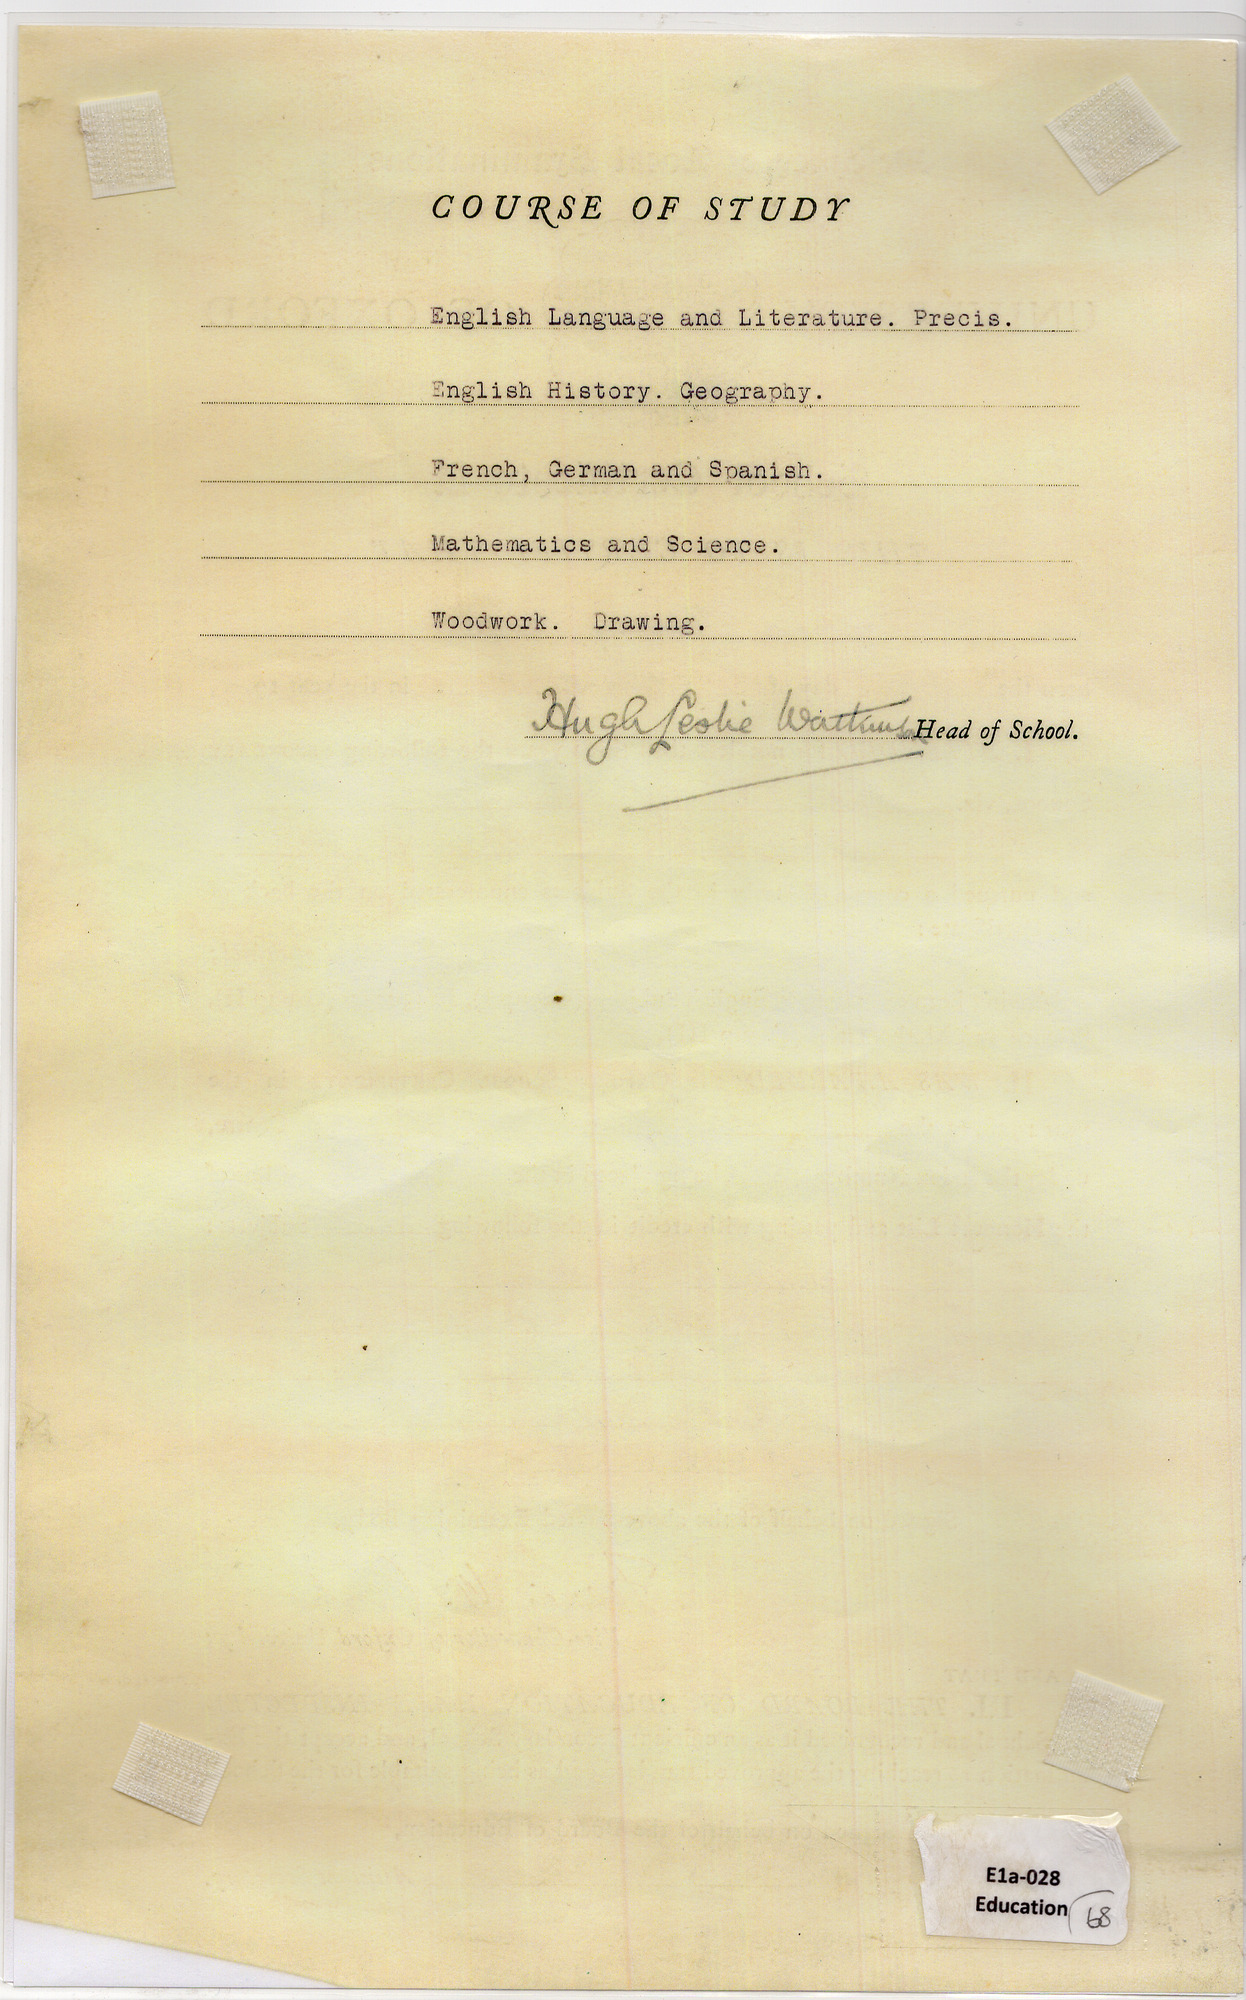 COURSE OF STUDY
English Language and Literature. Precis.
English History. Geography.
French, German and Spanish.
Mathematics and Science.
Woodwork. Drawing.
Hugh Leslie Head of School.
E1a-028
Education
68